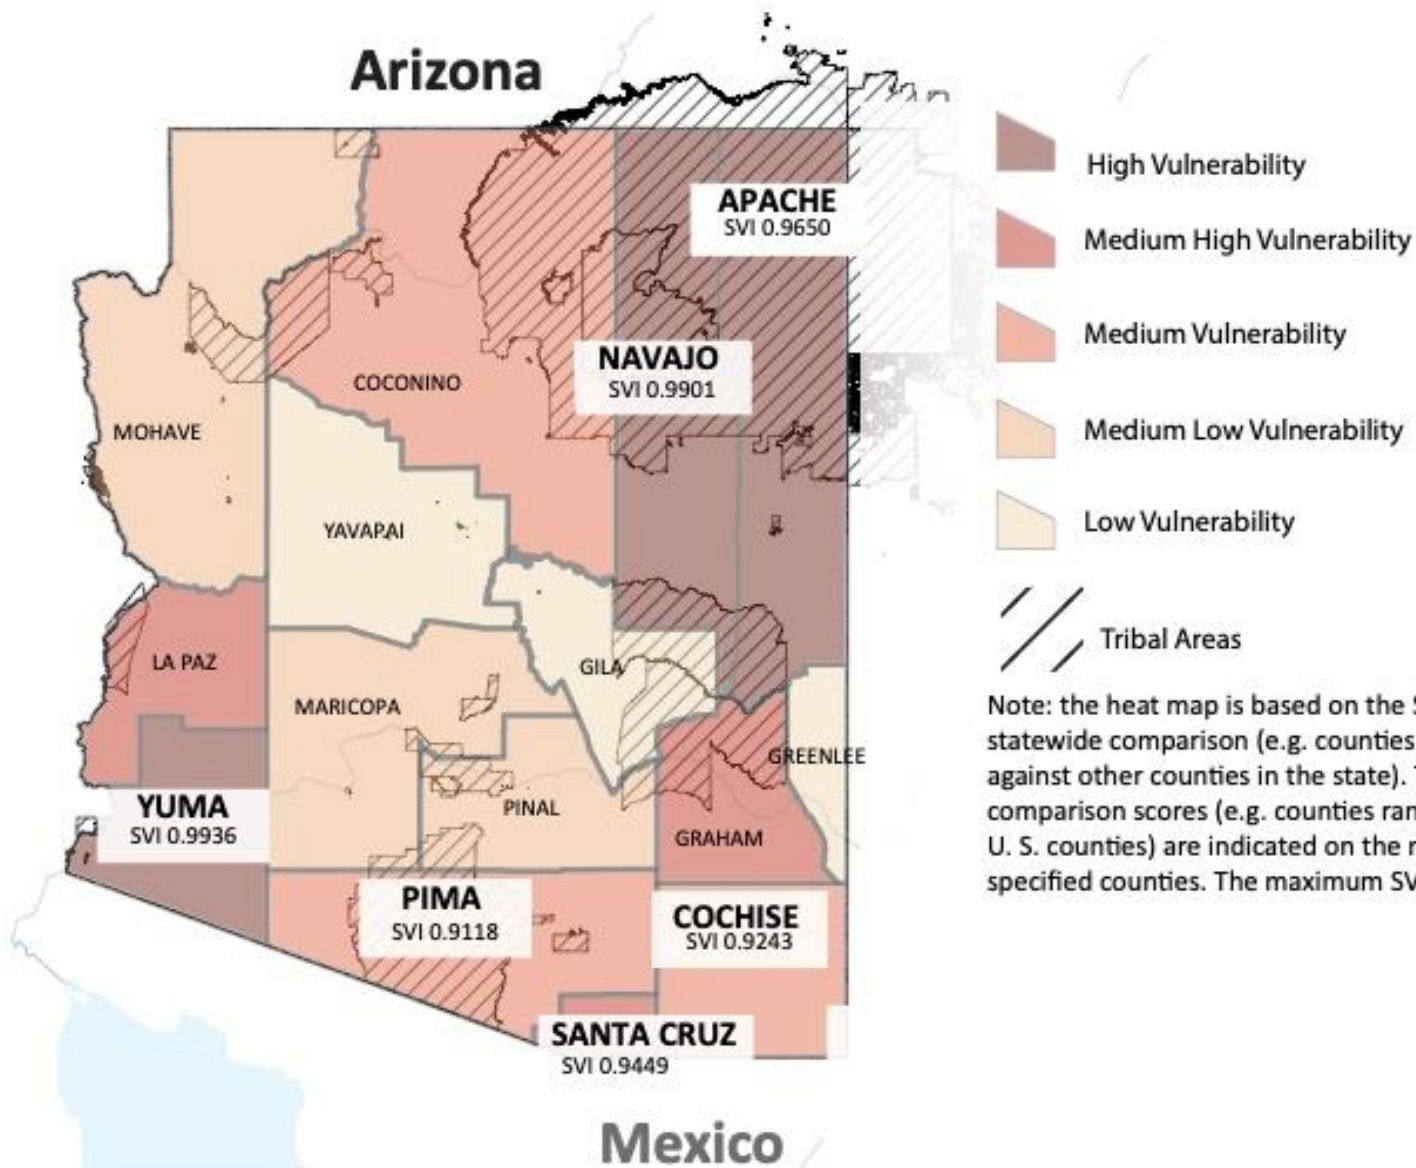 Arizona
High Vulnerability
APACHE
SVI 0.9650
Medium High Vulnerability
Medium Vulnerability
NAVAJO
SVI 0.9901
COCONINO
MOHAVE
Medium Low Vulnerability
YAVAPAI
Low Vulnerability
Tribal Areas
LA PAZ
GILA
MARICOPA
GREENLEE
Note: the heat map is based on the
statewide comparison (e.g. counties
against other counties in the state).
comparison scores (e.g. counties
U. S. counties) are indicated on the
specified counties. The maximum
YUMA
SVI 0.9936
PINAL
GRAHAM
PIMA
SVI 0.9118
COCHISE
SVI 0.9243
SANTA CRUZ
SVI 0.9449
Mexico